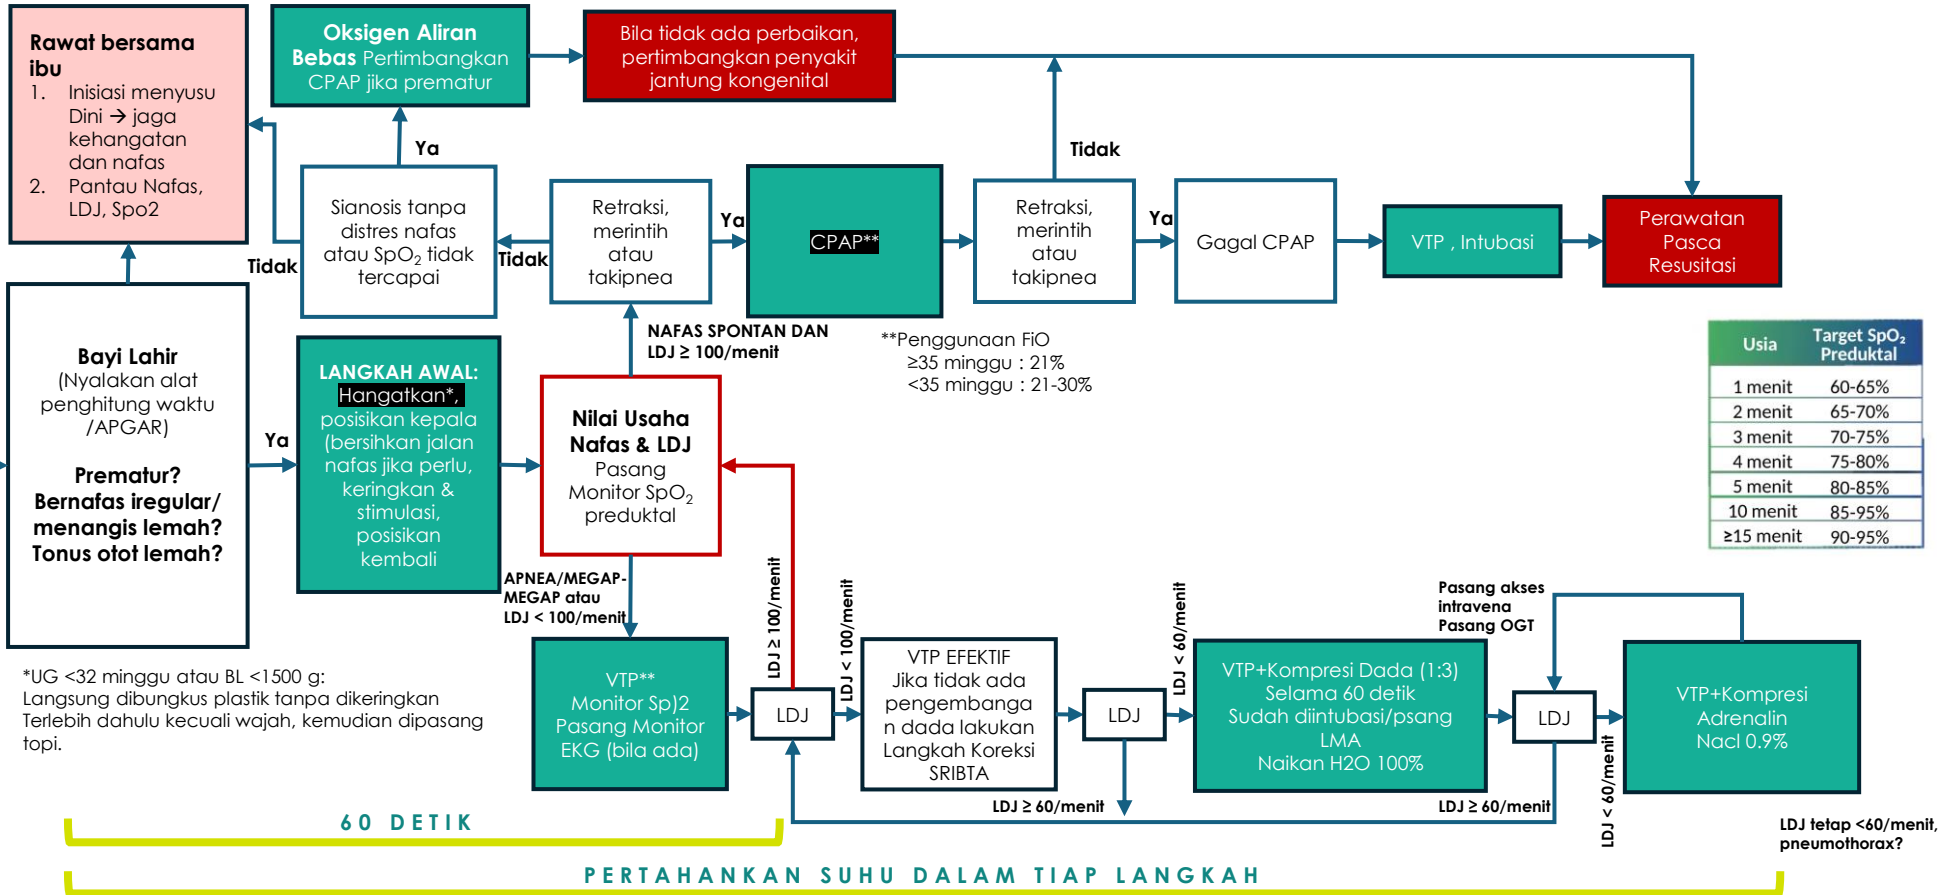 Rawat bersama
ibu
1. Inisiasi menyusu
Dini → jaga
kehangatan
dan nafas
2. Pantau Nafas,
LDJ, Spo2
Oksigen Aliran
Bebas Pertimbangkan
CPAP jika prematur
Bila tidak ada perbaikan,
pertimbangkan penyakit
jantung kongenital
Ya
Tidak
Sianosis tanpa
distres nafas
atau SpO₂ tidak
tercapai
Tidak
Tidak
Retraksi,
merintih
atau
takipnea
Ya
CPAP**
Retraksi,
merintih
atau
takipnea
Ya
Gagal CPAP
VTP , Intubasi
Perawatan
Pasca
Resusitasi
NAFAS SPONTAN DAN
LDJ ≥ 100/menit
**Penggunaan FiO
≥35 minggu : 21%
<35 minggu : 21-30%
Bayi Lahir
(Nyalakan alat
penghitung waktu
/APGAR)
Prematur?
Bernafas iregular/
menangis lemah?
Tonus otot lemah?
Ya
LANGKAH AWAL:
Hangatkan*,
posisikan kepala
(bersihkan jalan
nafas jika perlu,
keringkan &
stimulasi,
posisikan
kembali
Nilai Usaha
Nafas & LDJ
Pasang
Monitor SpO₂
preduktal
Usia Target SpO₂ Preduktal
1 menit 60-65%
2 menit 65-70%
3 menit 70-75%
4 menit 75-80%
5 menit 80-85%
10 menit 85-95%
≥15 menit 90-95%
APNEA/MEGAP-
MEGAP atau
LDJ < 100/menit
LDJ ≥ 100/menit
LDJ < 100/menit
LDJ < 60/menit
Pasang akses
intravena
Pasang OGT
*UG <32 minggu atau BL <1500 g:
Langsung dibungkus plastik tanpa dikeringkan
Terlebih dahulu kecuali wajah, kemudian dipasang
topi.
VTP**
Monitor Sp)2
Pasang Monitor
EKG (bila ada)
LDJ
VTP EFEKTIF
Jika tidak ada
pengembanga
n dada lakukan
Langkah Koreksi
SRIBTA
LDJ
VTP+Kompresi Dada (1:3)
Selama 60 detik
Sudah diintubasi/psang
LMA
Naikan H2O 100%
LDJ
VTP+Kompresi
Adrenalin
Nacl 0.9%
LDJ ≥ 60/menit
LDJ ≥ 60/menit
LDJ < 60/menit
60 DETIK
LDJ tetap <60/menit,
pneumothorax?
PERTAHANKAN SUHU DALAM TIAP LANGKAH